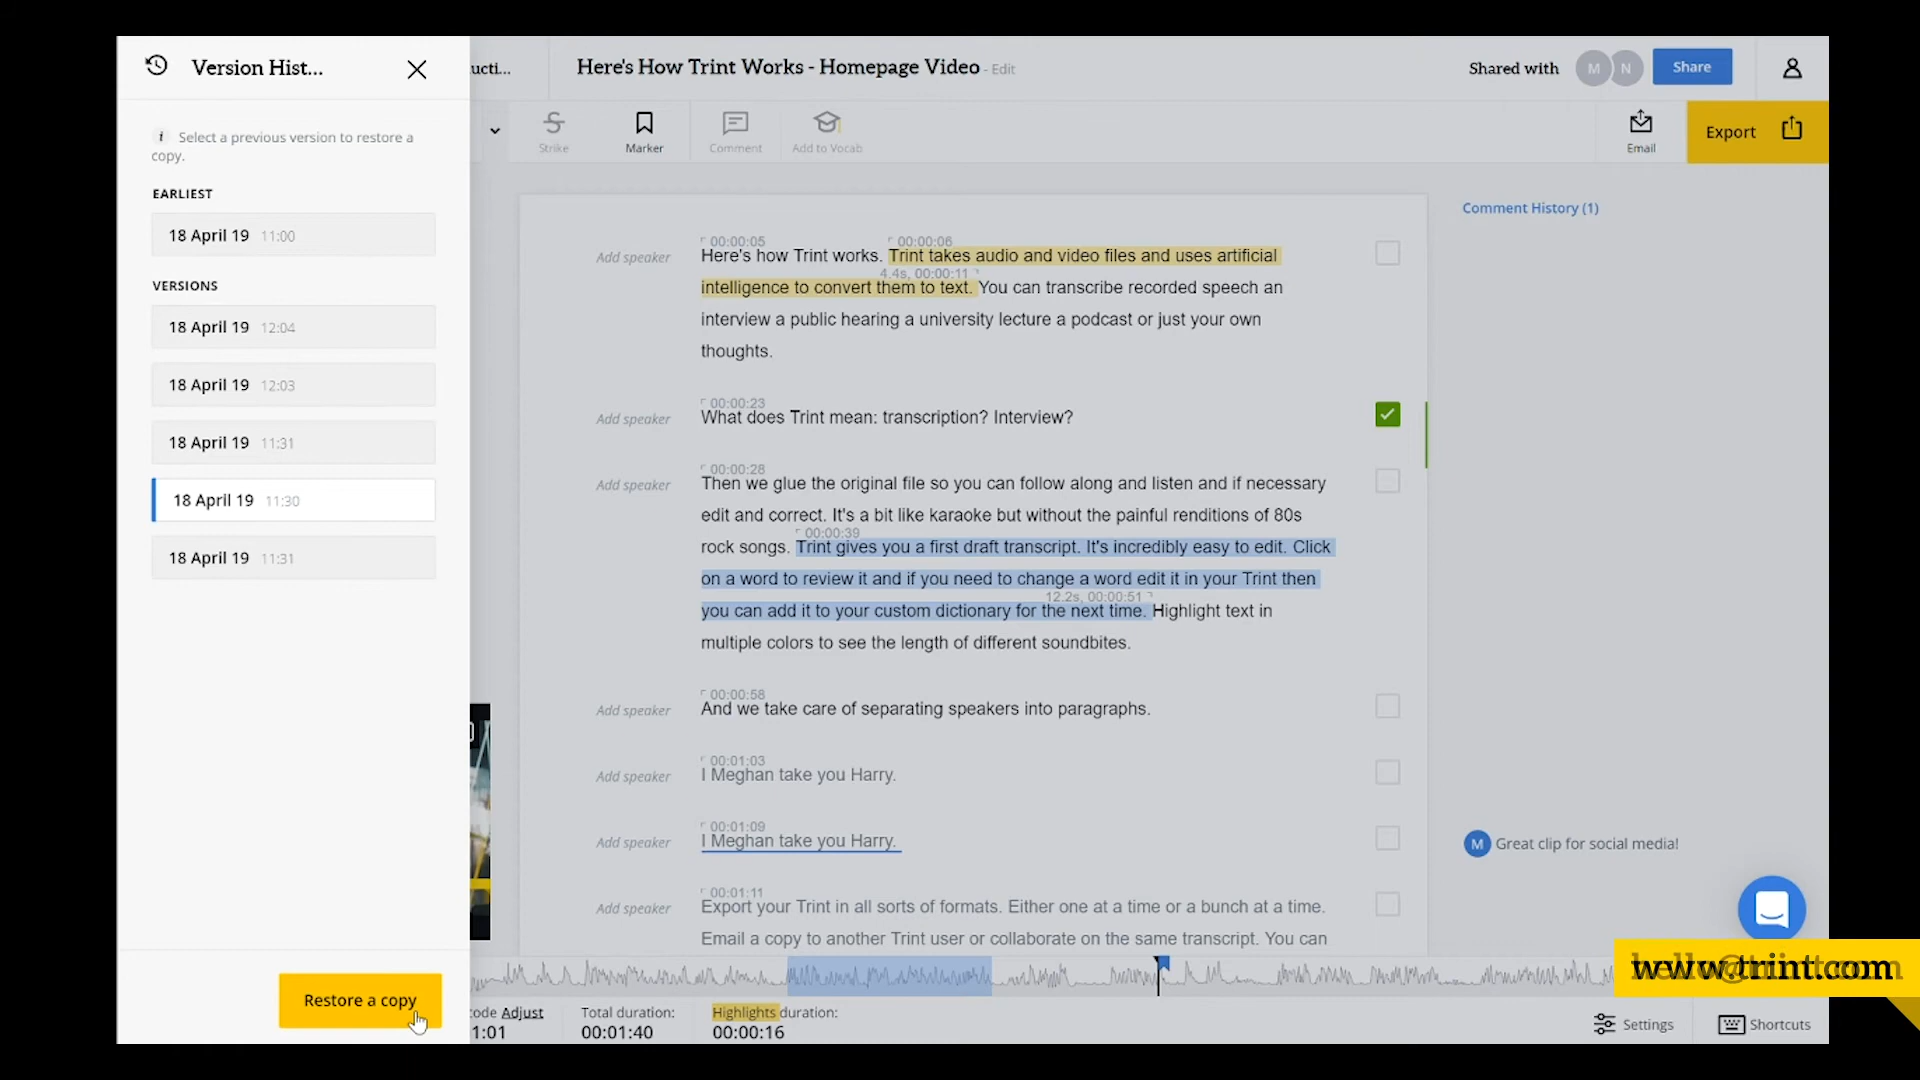 Version Hist...
ucti...
Here's How Trint Works - Homepage Video - Edit
Shared with
M
N
Share
i Select a previous version to restore a
copy.
EARLIEST
18 April 19 11:00
VERSIONS
18 April 19 12:04
18 April 19 12:03
18 April 19 11:31
18 April 19 11:30
18 April 19 11:31
Restore a copy
Strike
Marker
Comment
Add to Vocab
Email
Export
Comment History (1)
00:00:05
00:00:06
Add speaker
Here's how Trint works. Trint takes audio and video files and uses artificial
4.4s, 00:00:11
intelligence to convert them to text. You can transcribe recorded speech an
interview a public hearing a university lecture a podcast or just your own
thoughts.
00:00:23
Add speaker
What does Trint mean: transcription? Interview?
00:00:28
Add speaker
Then we glue the original file so you can follow along and listen and if necessary
edit and correct. It's a bit like karaoke but without the painful renditions of 80s
00:00:39
rock songs. Trint gives you a first draft transcript. It's incredibly easy to edit. Click
on a word to review it and if you need to change a word edit it in your Trint then
12.2s, 00:00:51
you can add it to your custom dictionary for the next time. Highlight text in
multiple colors to see the length of different soundbites.
00:00:58
Add speaker
And we take care of separating speakers into paragraphs.
00:01:03
Add speaker
I Meghan take you Harry.
00:01:09
Add speaker
I Meghan take you Harry.
M Great clip for social media!
00:01:11
Add speaker
Export your Trint in all sorts of formats. Either one at a time or a bunch at a time.
Email a copy to another Trint user or collaborate on the same transcript. You can
www.trint.com
code Adjust
1:01
Total duration:
00:01:40
Highlights duration:
00:00:16
Settings
Shortcuts